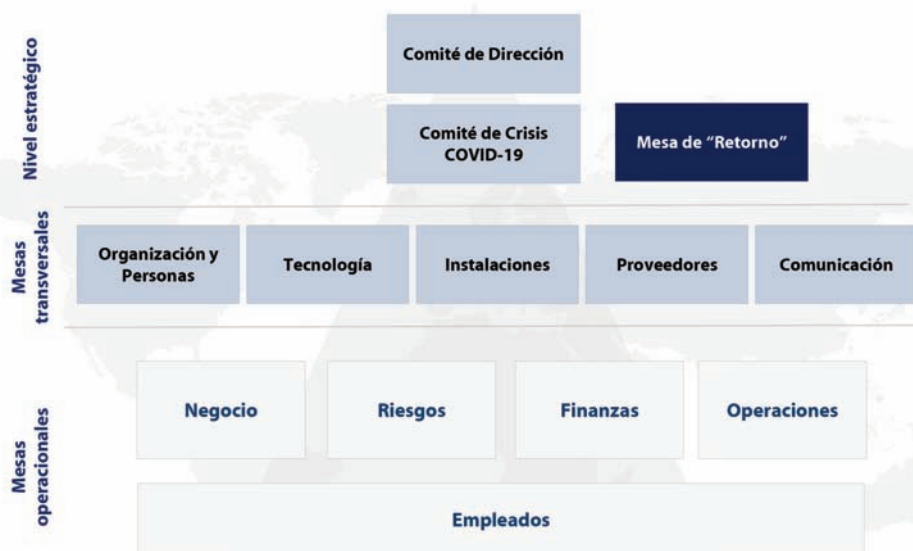 Nivel estratégico
Comité de Dirección
Comité de Crisis
COVID-19
Mesa de “Retorno”
Mesas
transversales
Organización y
Personas
Tecnología
Instalaciones
Proveedores
Comunicación
Mesas
operacionales
Negocio
Riesgos
Finanzas
Operaciones
Empleados